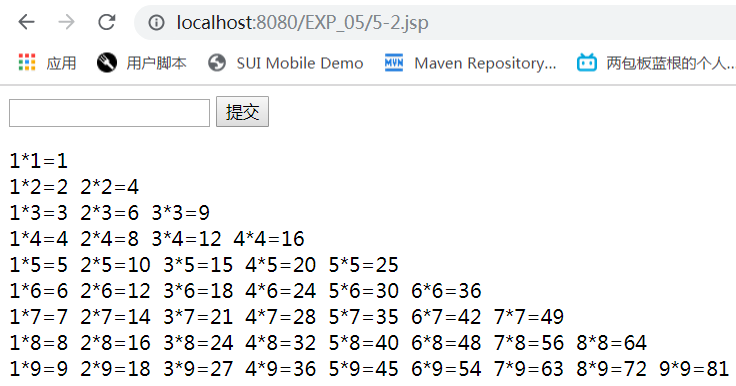 localhost:8080/EXP_05/5-2.jsp
应用 用户脚本 SUI Mobile Demo MVN Maven Repository... 两包板蓝根的个人...
提交
1*1=1
1*2=2 2*2=4
1*3=3 2*3=6 3*3=9
1*4=4 2*4=8 3*4=12 4*4=16
1*5=5 2*5=10 3*5=15 4*5=20 5*5=25
1*6=6 2*6=12 3*6=18 4*6=24 5*6=30 6*6=36
1*7=7 2*7=14 3*7=21 4*7=28 5*7=35 6*7=42 7*7=49
1*8=8 2*8=16 3*8=24 4*8=32 5*8=40 6*8=48 7*8=56 8*8=64
1*9=9 2*9=18 3*9=27 4*9=36 5*9=45 6*9=54 7*9=63 8*9=72 9*9=81